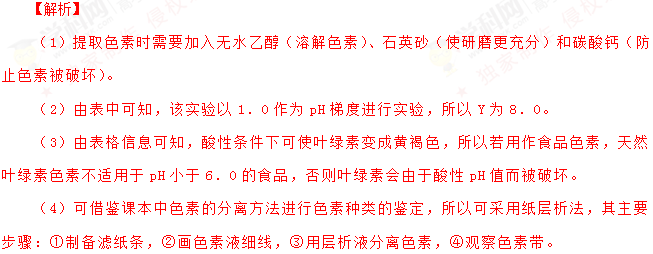 【解析】
（1）提取色素时需要加入无水乙醇（溶解色素）、石英砂（使研磨更充分）和碳酸钙（防
止色素被破坏）。
（2）由表中可知，该实验以 1.0作为 pH 梯度进行实验，所以 Y为 8.0。
（3）由表格信息可知，酸性条件下可使叶绿素变成黄褐色，所以若用作食品色素，天然
叶绿素色素不适用于 pH 小于 6.0的食品，否则叶绿素会由于酸性 pH 值而被破坏。
（4）可借鉴课本中色素的分离方法进行色素种类的鉴定，所以可采用纸层析法，其主要
步骤：①制备滤纸条，②画色素液细线，③用层析液分离色素，④观察色素带。